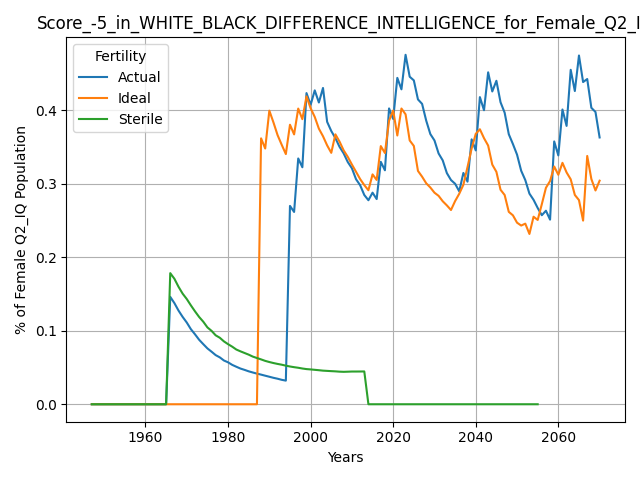 Score_-5_in_WHITE_BLACK_DIFFERENCE_INTELLIGENCE_for_Female_Q2_I
Fertility
Actual
Ideal
Sterile
% of Female Q2_IQ Population
0.4
0.3
0.2
0.1
0.0
1960 1980 2000 2020 2040 2060
Years